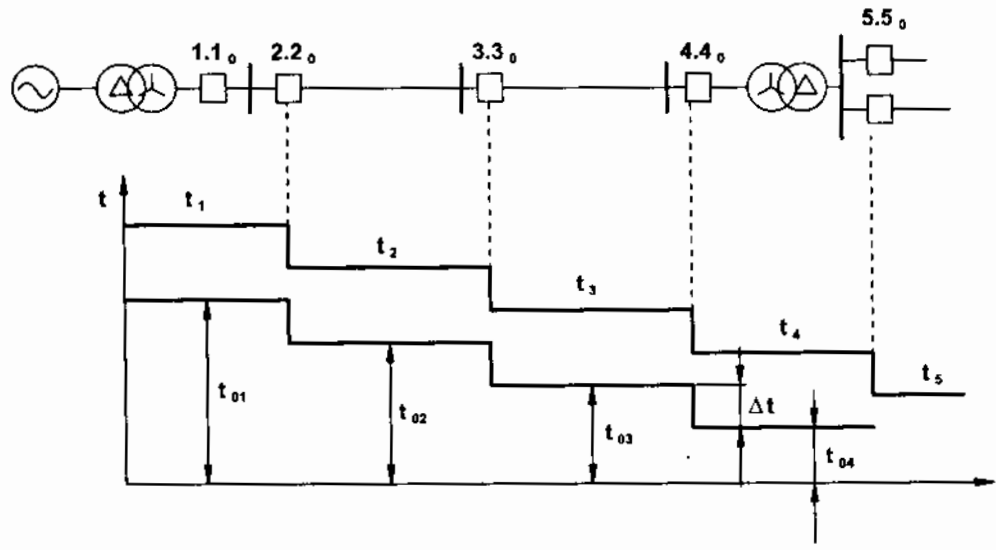 5.5₀
1.1₀ 2.2₀ 3.3₀ 4.4₀
t
t₁
t₂
t₃
t₄
t₅
t₀₁
t₀₂
t₀₃
Δt
t₀₄